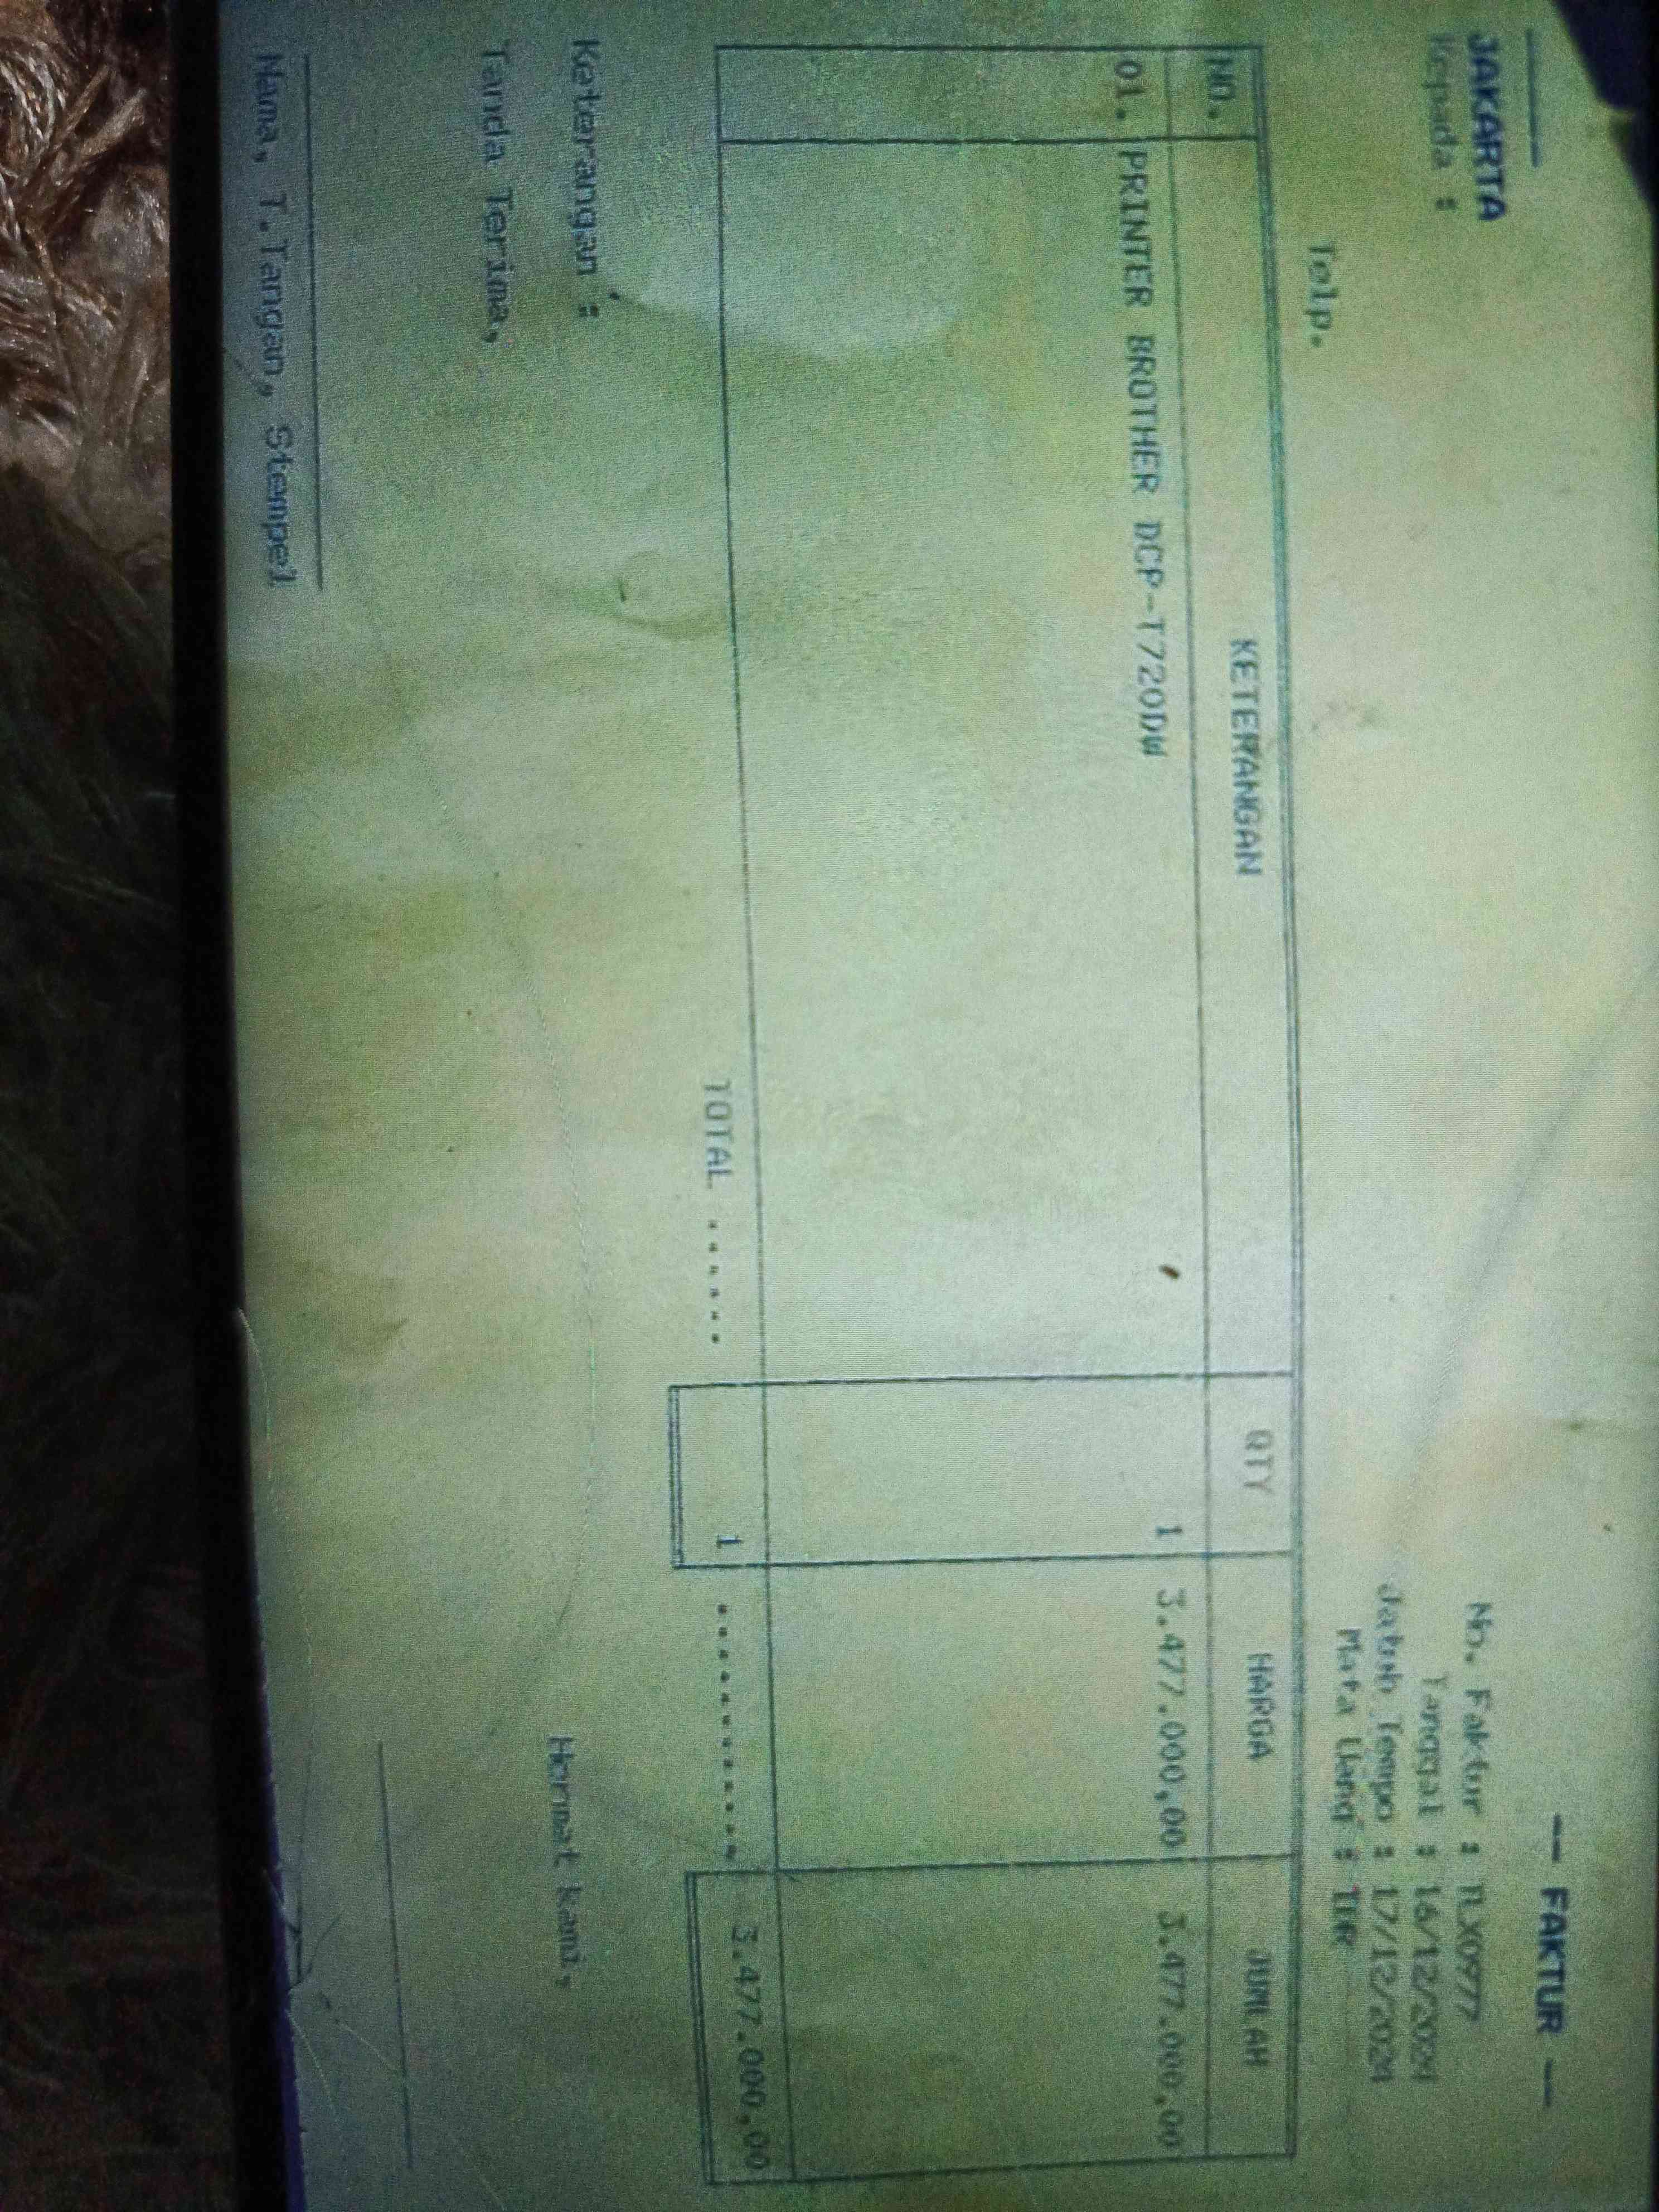 — FAKTUR —
JAKARTA
Kepada :
No. Faktur : TLX0977
Tanggal : 16/12/2024
Jatuh Tempo : 17/12/2024
Mata Uang : IDR
Telp.
NO. KETERANGAN QTY HARGA JUMLAH
01. PRINTER BROTHER DCP-T720DW 1 3.477.000,00 3.477.000,00
TOTAL ...... 1 ........... 3.477.000,00
Keterangan :
Tanda Terima, Hormat Kami,
Nama, T.Tangan, Stempel